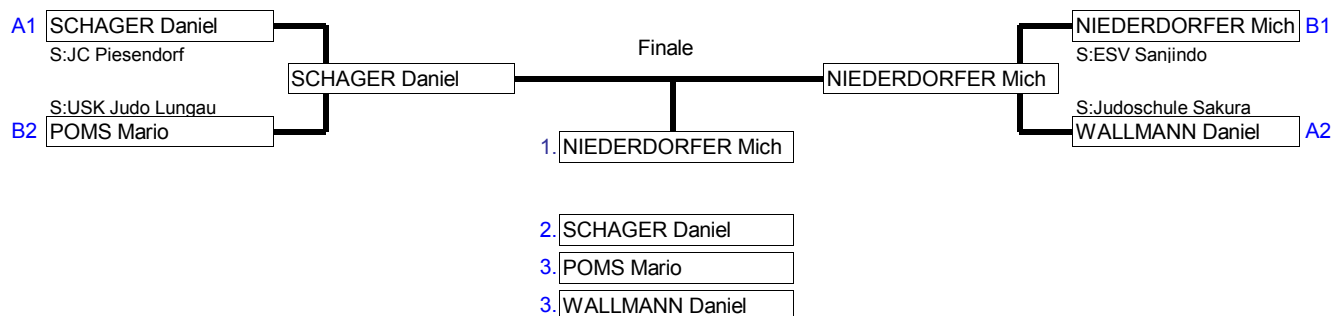 A1 SCHAGER Daniel
S:JC Piesendorf
SCHAGER Daniel
S:USK Judo Lungau
B2 POMS Mario
Finale
NIEDERDORFER Mich B1
S:ESV Sanjindo
NIEDERDORFER Mich
S:Judoschule Sakura
WALLMANN Daniel A2
1. NIEDERDORFER Mich
2. SCHAGER Daniel
3. POMS Mario
3. WALLMANN Daniel